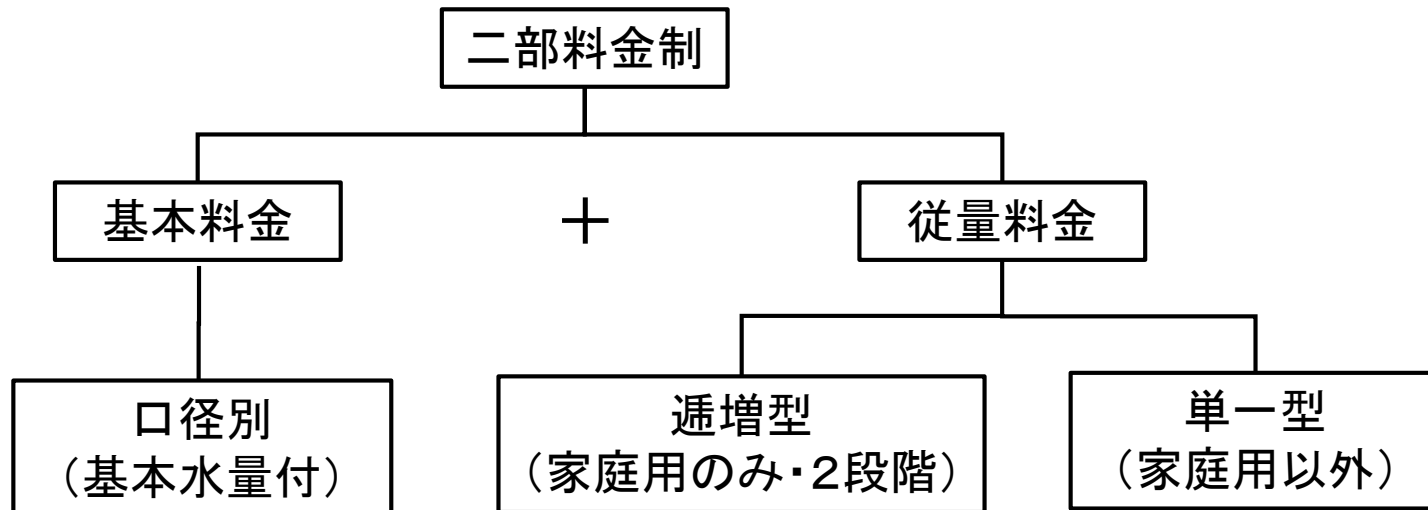 二部料金制
基本料金
＋
従量料金
口径別
（基本水量付）
逓増型
（家庭用のみ・2段階）
単一型
（家庭用以外）